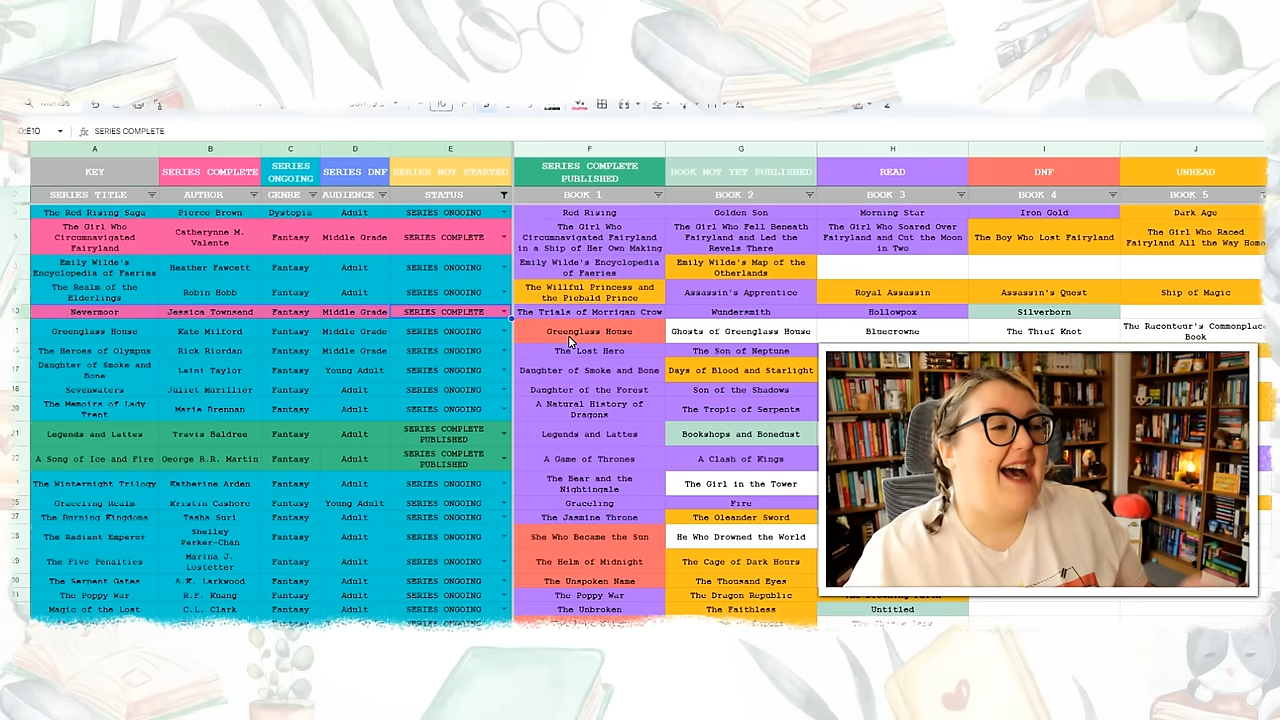 E10 SERIES COMPLETE
A B C D E F G H I J
KEY SERIES COMPLETE SERIES ONGOING SERIES DNF SERIES NOT STARTED SERIES COMPLETE PUBLISHED BOOK NOT YET PUBLISHED READ DNF UNREAD
SERIES TITLE AUTHOR GENRE AUDIENCE STATUS BOOK 1 BOOK 2 BOOK 3 BOOK 4 BOOK 5
The Red Rising Saga Pierce Brown Dystopia Adult SERIES ONGOING Red Rising Golden Son Morning Star Iron Gold Dark Age
The Girl Who Circumnavigated Fairyland Catherynne M. Valente Fantasy Middle Grade SERIES COMPLETE The Girl Who Circumnavigated Fairyland in a Ship of Her Own Making The Girl Who Fell Beneath Fairyland and Led the Revels There The Girl Who Soared Over Fairyland and Cut the Moon in Two The Boy Who Lost Fairyland The Girl Who Raced Fairyland All the Way Home
Emily Wilde's Encyclopedia of Faeries Heather Fawcett Fantasy Adult SERIES ONGOING Emily Wilde's Encyclopedia of Faeries Emily Wilde's Map of the Otherlands
The Realm of the Elderlings Robin Hobb Fantasy Adult SERIES ONGOING The Willful Princess and the Piebald Prince Assassin's Apprentice Royal Assassin Assassin's Quest Ship of Magic
Nevermoor Jessica Townsend Fantasy Middle Grade SERIES COMPLETE The Trials of Morrigan Crow Wundersmith Hollowpox Silverborn
Greenglass House Kate Milford Fantasy Middle Grade SERIES ONGOING Greenglass House Ghosts of Greenglass House Bluecrowne The Thief Knot The Raconteur's Commonplace Book
The Heroes of Olympus Rick Riordan Fantasy Middle Grade SERIES ONGOING The Lost Hero The Son of Neptune
Daughter of Smoke and Bone Laini Taylor Fantasy Young Adult SERIES ONGOING Daughter of Smoke and Bone Days of Blood and Starlight
Sevenwaters Juliet Marillier Fantasy Adult SERIES ONGOING Daughter of the Forest Son of the Shadows
The Memoirs of Lady Trent Marie Brennan Fantasy Adult SERIES ONGOING A Natural History of Dragons The Tropic of Serpents
Legends and Lattes Travis Baldree Fantasy Adult SERIES COMPLETE PUBLISHED Legends and Lattes Bookshops and Bonedust
A Song of Ice and Fire George R.R. Martin Fantasy Adult SERIES COMPLETE PUBLISHED A Game of Thrones A Clash of Kings
The Winternight Trilogy Katherine Arden Fantasy Adult SERIES ONGOING The Bear and the Nightingale The Girl in the Tower
Graceling Realm Kristin Cashore Fantasy Young Adult SERIES ONGOING Graceling Fire
The Burning Kingdoms Tasha Suri Fantasy Adult SERIES ONGOING The Jasmine Throne The Oleander Sword
The Radiant Emperor Shelley Parker-Chan Fantasy Adult SERIES ONGOING She Who Became the Sun He Who Drowned the World
The Five Penalties Marina J. Lostetter Fantasy Adult SERIES ONGOING The Helm of Midnight The Cage of Dark Hours
The Serpent Gates A.K. Larkwood Fantasy Adult SERIES ONGOING The Unspoken Name The Thousand Eyes
The Poppy War R.F. Kuang Fantasy Adult SERIES ONGOING The Poppy War The Dragon Republic
Magic of the Lost C.L. Clark Fantasy Adult SERIES ONGOING The Unbroken The Faithless Untitled